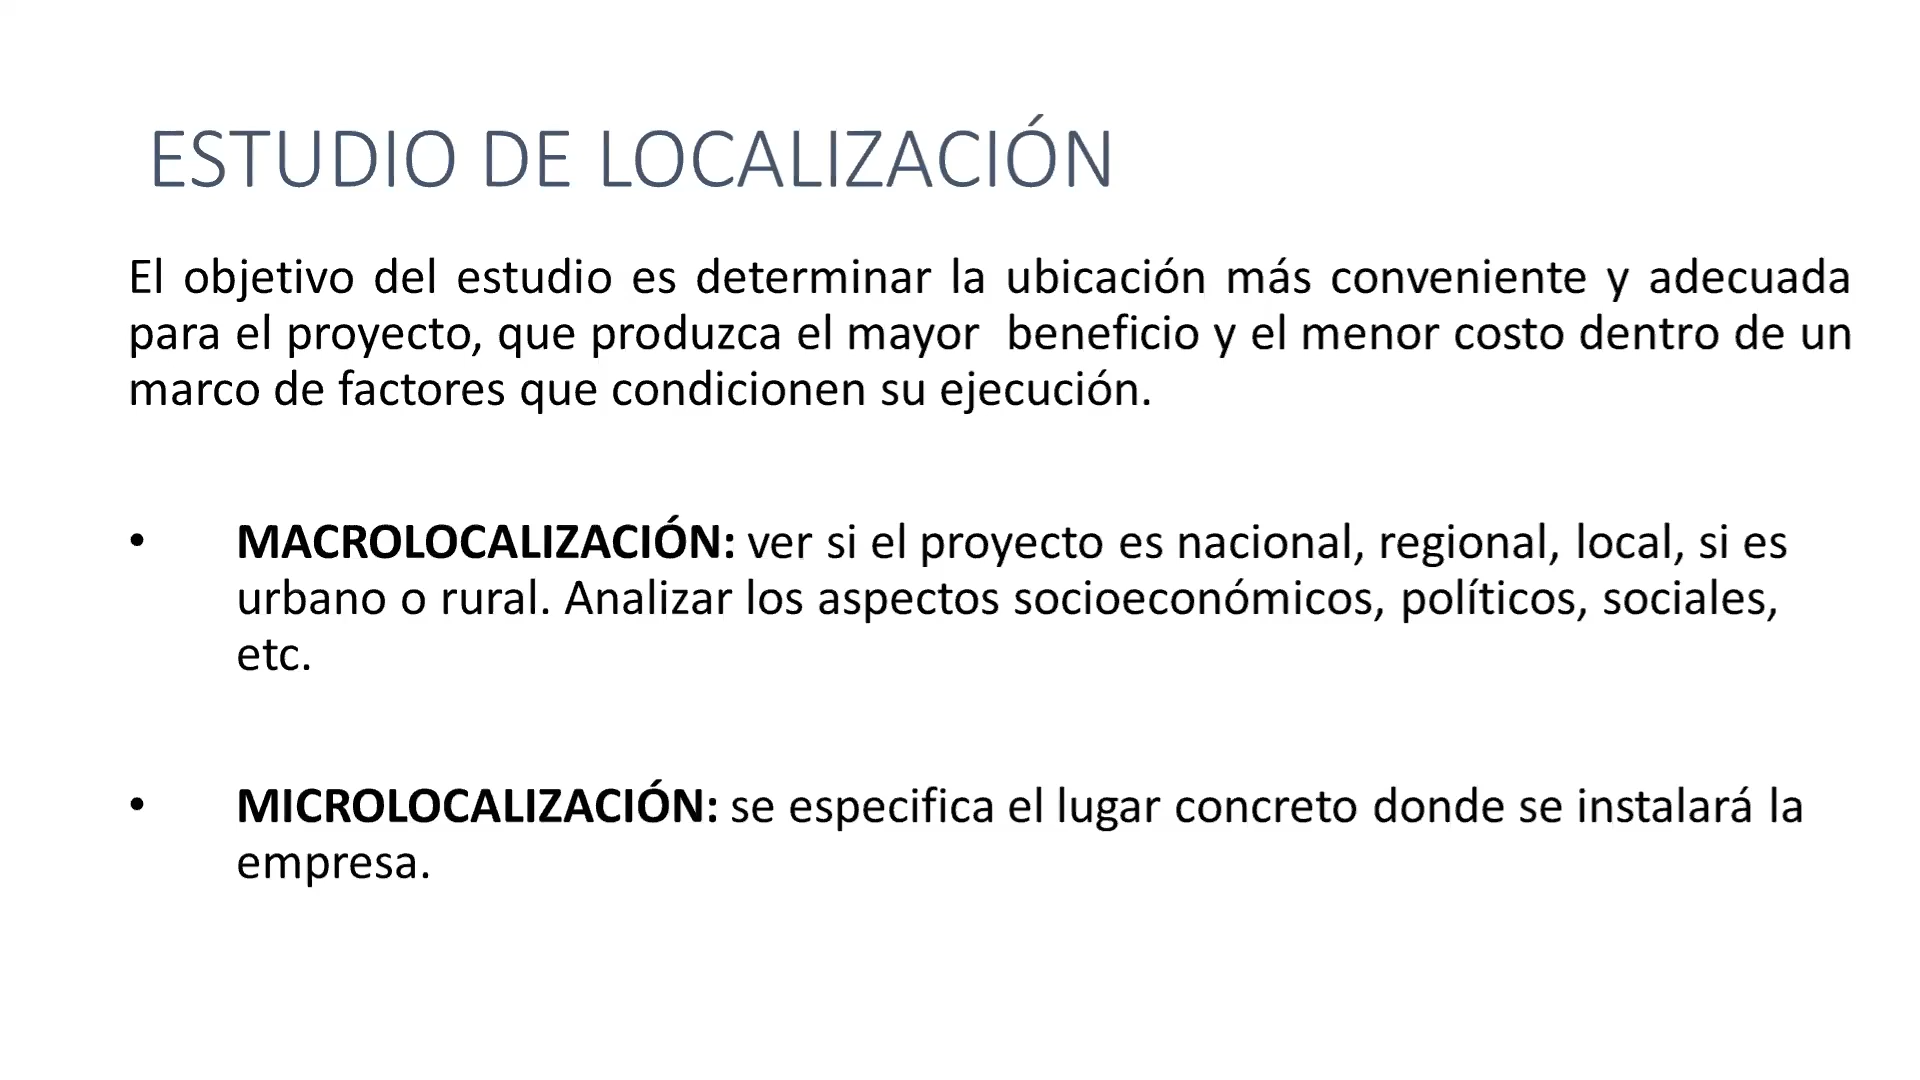 ESTUDIO DE LOCALIZACIÓN
El objetivo del estudio es determinar la ubicación más conveniente y adecuada
para el proyecto, que produzca el mayor  beneficio y el menor costo dentro de un
marco de factores que condicionen su ejecución.
• MACROLOCALIZACIÓN: ver si el proyecto es nacional, regional, local, si es
urbano o rural. Analizar los aspectos socioeconómicos, políticos, sociales,
etc.
• MICROLOCALIZACIÓN: se especifica el lugar concreto donde se instalará la
empresa.